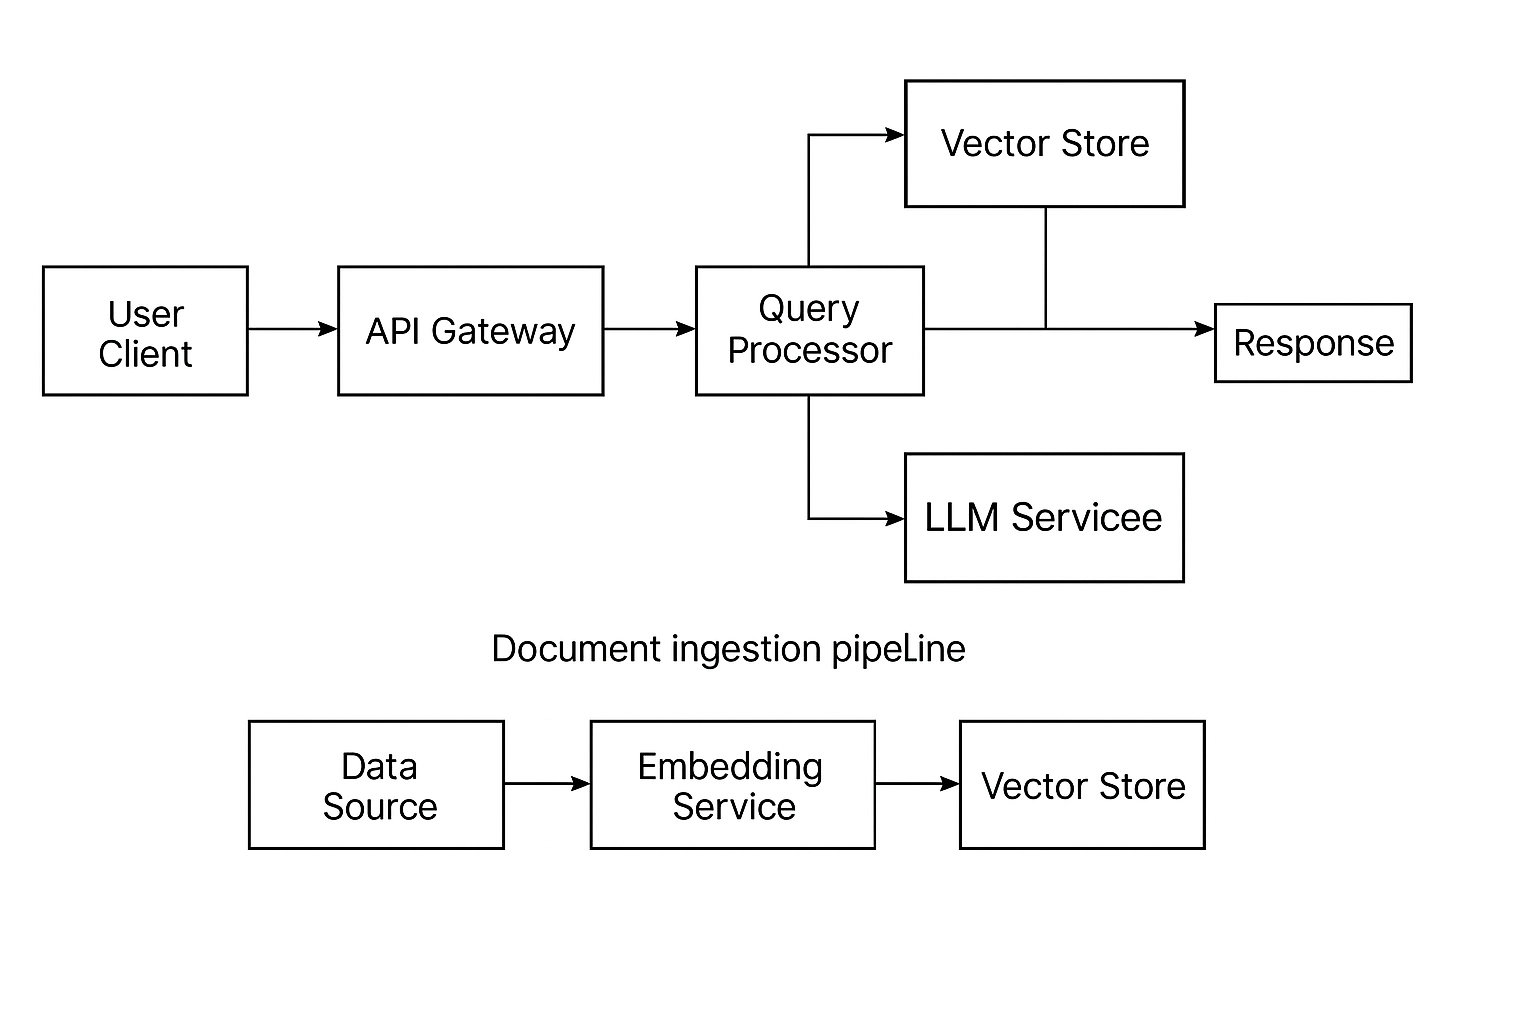 Vector Store
User
Client
API Gateway
Query
Processor
Response
LLM Servicee
Document ingestion pipeLine
Data
Source
Embedding
Service
Vector Store